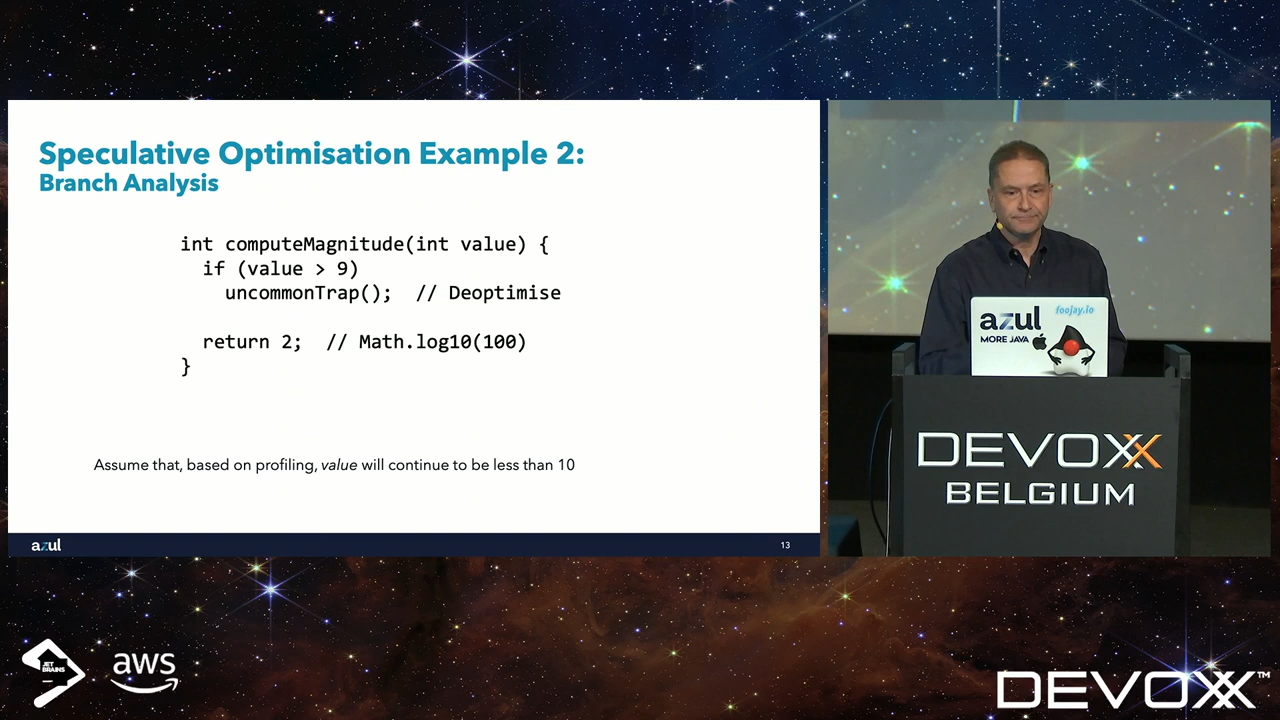 Speculative Optimisation Example 2:
Branch Analysis
int computeMagnitude(int value) {
if (value > 9)
uncommonTrap(); // Deoptimise
return 2; // Math.log10(100)
}
Assume that, based on profiling, value will continue to be less than 10
azul
13
foojay.io
azul
MORE JAVA
DEVOXX
BELGIUM
JET
BRAINS
aws
DEVOXX™